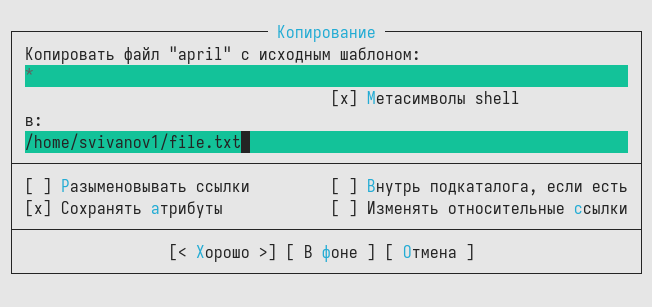 Копирование
Копировать файл "april" с исходным шаблоном:
*
[x] Метасимволы shell
в:
/home/svivanov1/file.txt
[ ] Разыменовывать ссылки [ ] Внутрь подкаталога, если есть
[x] Сохранять атрибуты [ ] Изменять относительные ссылки
[< Хорошо >] [ В фоне ] [ Отмена ]